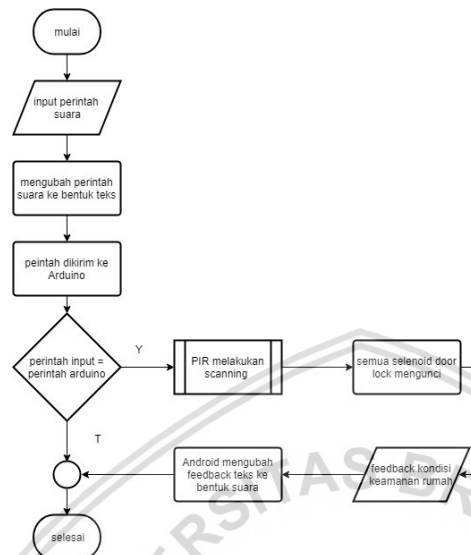 mulai
input perintah
suara
mengubah perintah
suara ke bentuk teks
peintah dikirim ke
Arduino
perintah input =
perintah arduino
Y
PIR melakukan
scanning
semua selenoid door
lock mengunci
T
Android mengubah
feedback teks ke
bentuk suara
feedback kondisi
keamanan rumah
selesai
ERSITAS BR